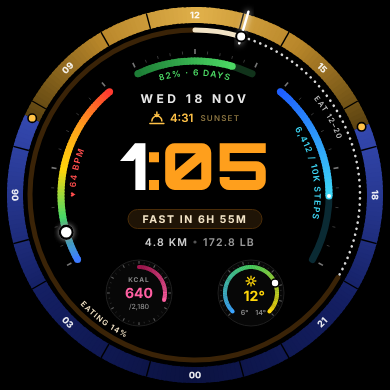 12
09
15
82% · 6 DAYS
WED 18 NOV
4:31 SUNSET
EAT 12-20
♥ 64 BPM
6,412 / 10K STEPS
1:05
06
18
FAST IN 6H 55M
4.8 KM • 172.8 LB
KCAL
640
/2,180
12°
6° 14°
EATING 14%
03
21
00